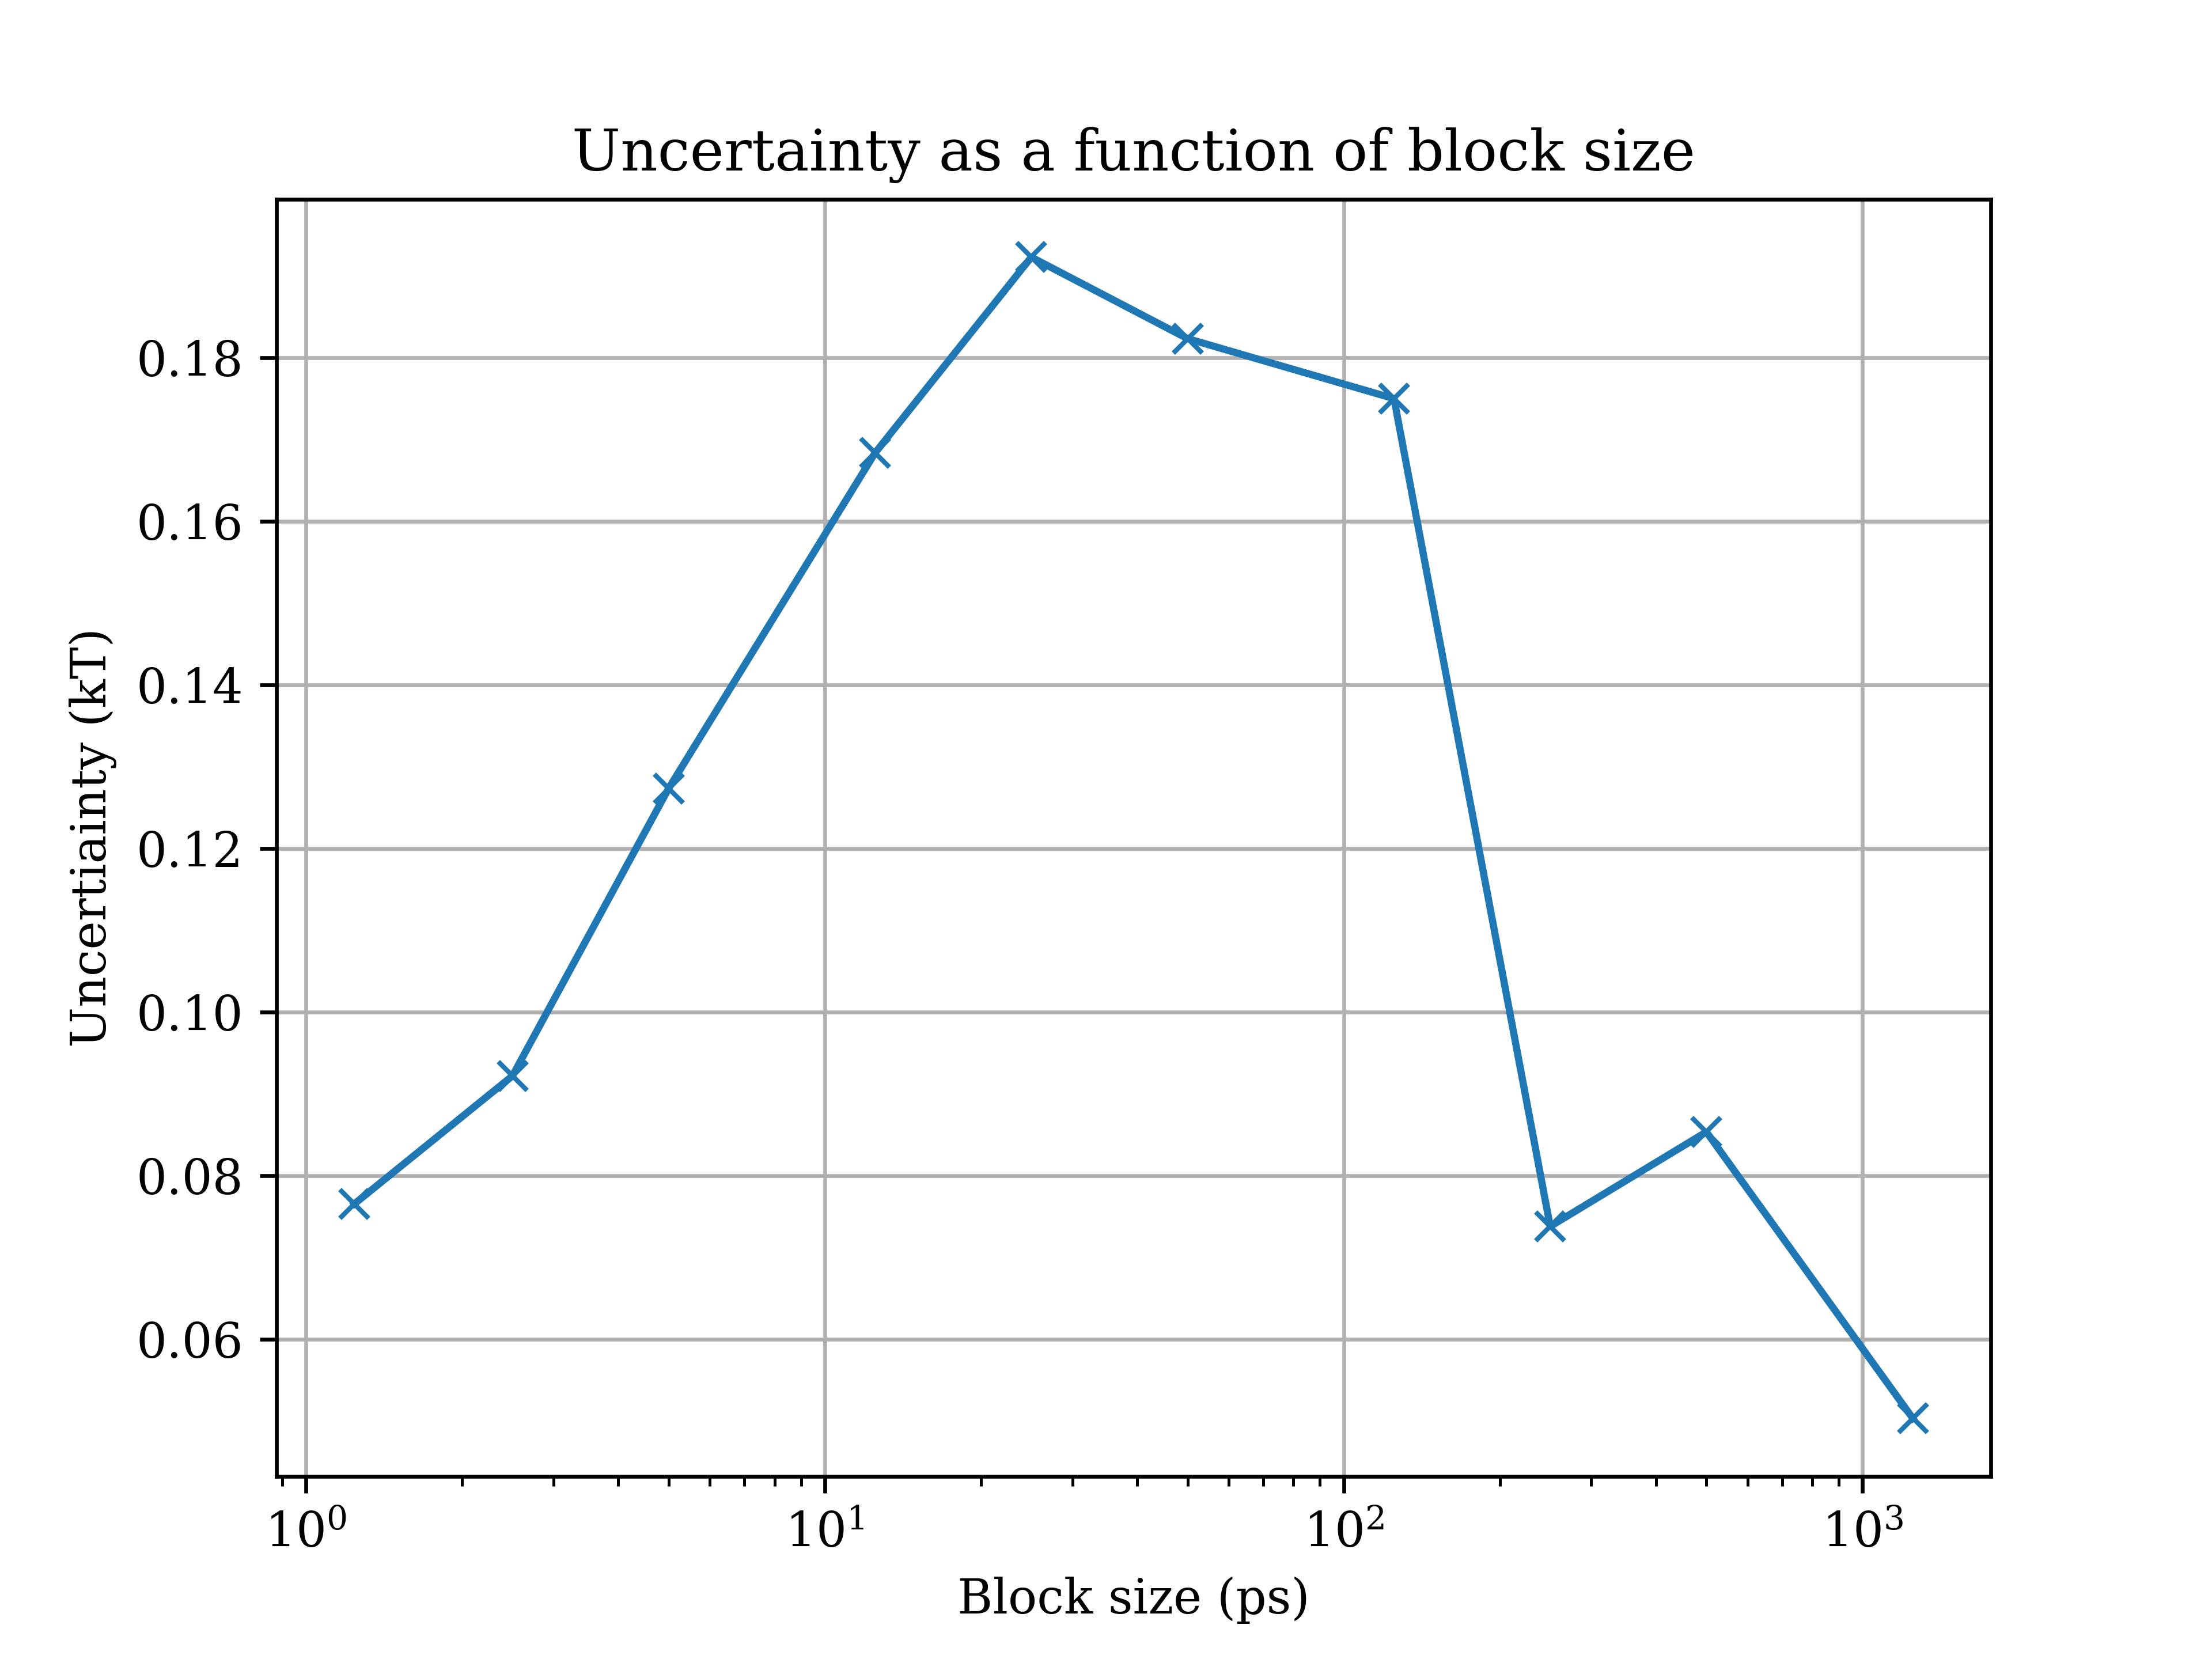 Uncertainty as a function of block size
0.18
0.16
0.14
0.12
0.10
0.08
0.06
Uncertiainty (kT)
10⁰ 10¹ 10² 10³
Block size (ps)